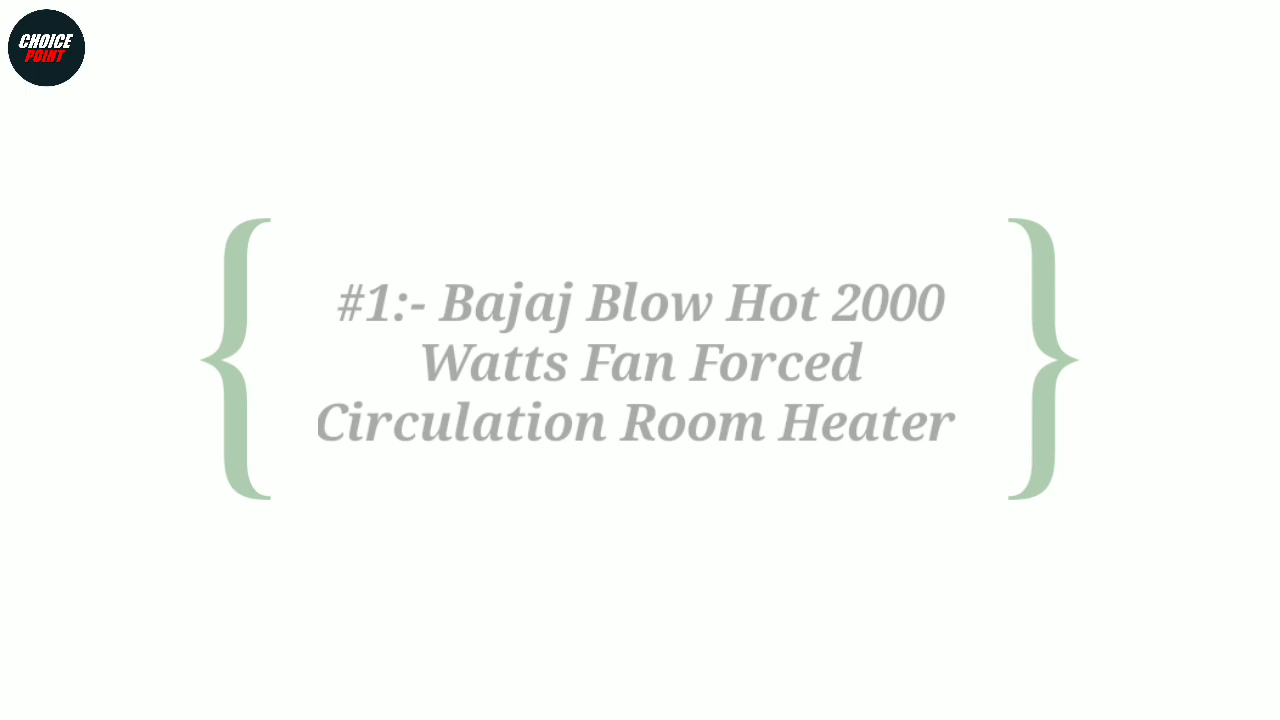 CHOICE
POINT
#1:- Bajaj Blow Hot 2000
Watts Fan Forced
Circulation Room Heater